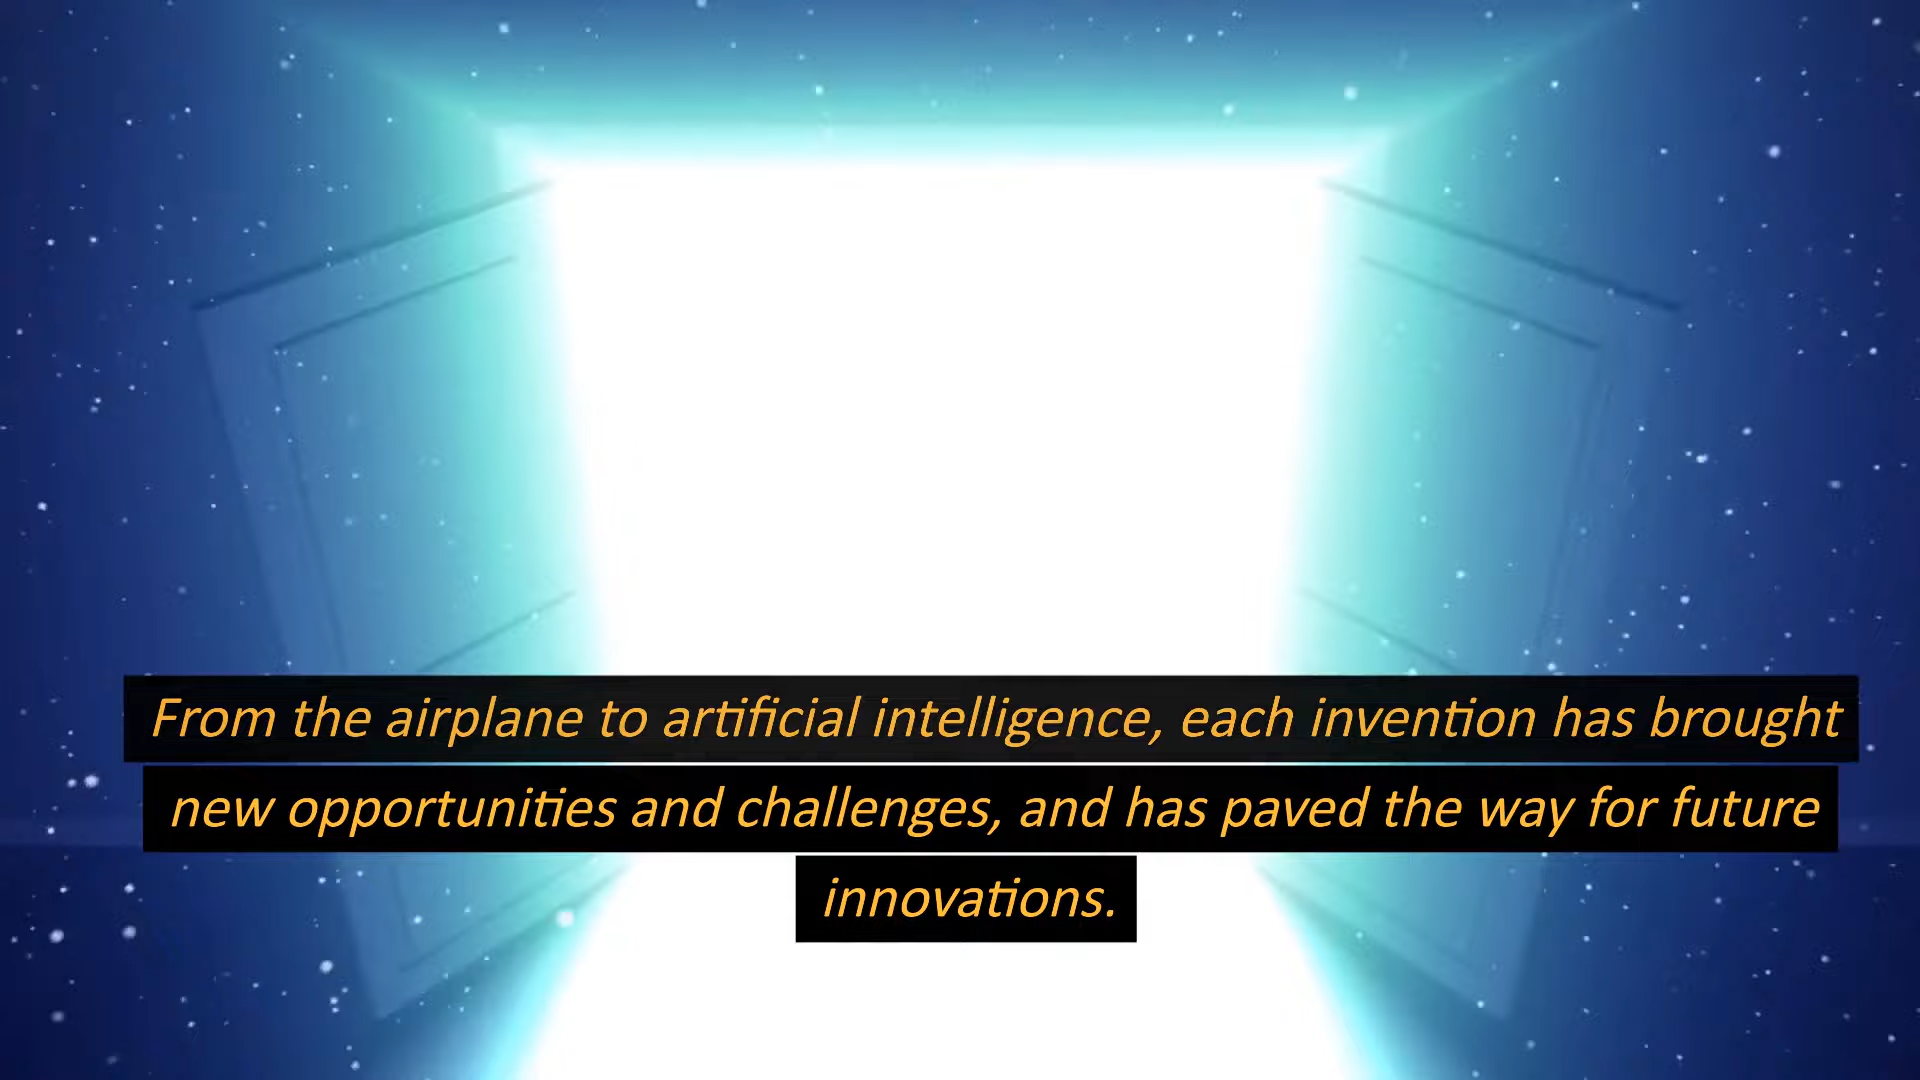 From the airplane to artificial intelligence, each invention has brought
new opportunities and challenges, and has paved the way for future
innovations.